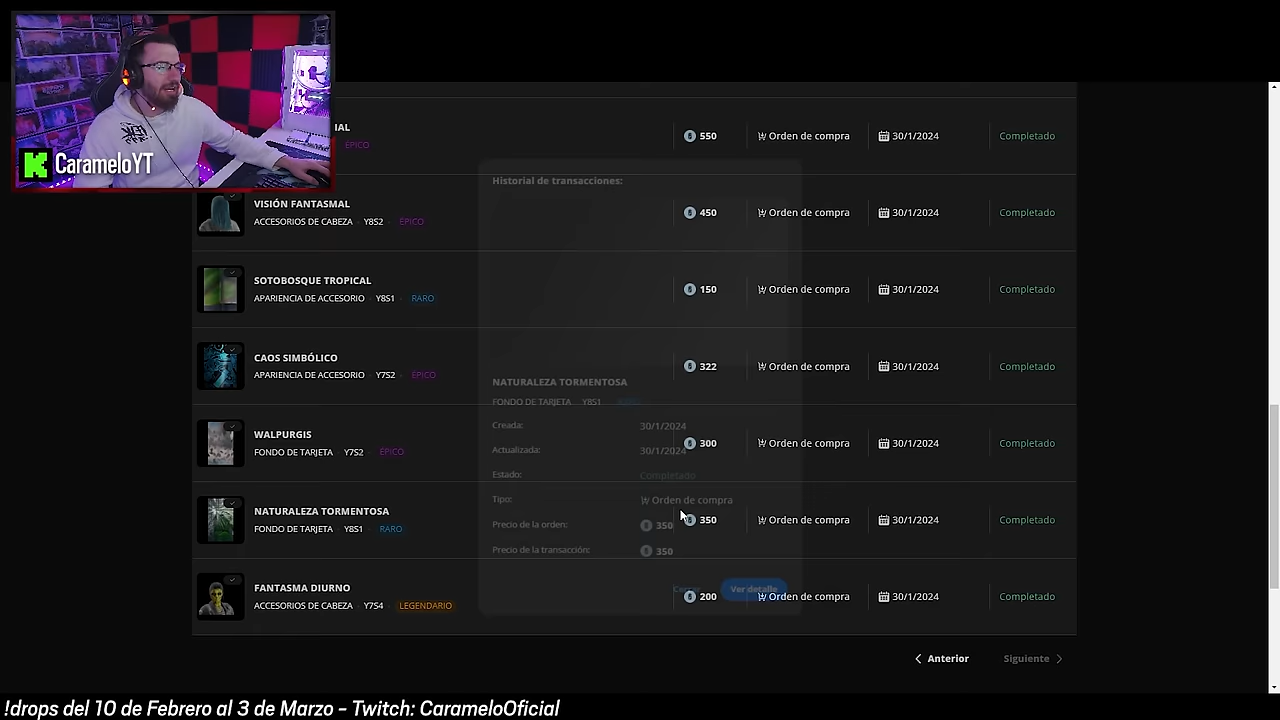 CarameloYT
IAL
ÉPICO
550
Orden de compra
30/1/2024
Completado
Historial de transacciones:
VISIÓN FANTASMAL
ACCESORIOS DE CABEZA Y8S2 ÉPICO
450
Orden de compra
30/1/2024
Completado
SOTOBOSQUE TROPICAL
APARIENCIA DE ACCESORIO Y8S1 RARO
150
Orden de compra
30/1/2024
Completado
CAOS SIMBÓLICO
APARIENCIA DE ACCESORIO Y7S2 ÉPICO
322
Orden de compra
30/1/2024
Completado
NATURALEZA TORMENTOSA
FONDO DE TARJETA Y8S1
Creada: 30/1/2024
Actualizada: 30/1/2024
Estado: Completado
Tipo: Orden de compra
Precio de la orden: 350
Precio de la transacción: 350
Ver detalle
WALPURGIS
FONDO DE TARJETA Y7S2 ÉPICO
300
Orden de compra
30/1/2024
Completado
NATURALEZA TORMENTOSA
FONDO DE TARJETA Y8S1 RARO
350
Orden de compra
30/1/2024
Completado
FANTASMA DIURNO
ACCESORIOS DE CABEZA Y7S4 LEGENDARIO
200
Orden de compra
30/1/2024
Completado
Anterior
Siguiente
!drops del 10 de Febrero al 3 de Marzo - Twitch: CarameloOficial